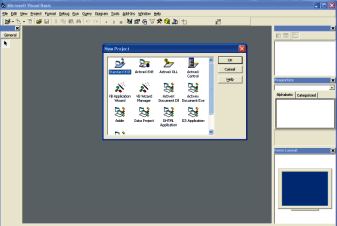 Microsoft Visual Basic
File Edit View Project Format Debug Run Query Diagram Tools Add-Ins Window Help
General
New Project
Standard EXE ActiveX EXE ActiveX DLL ActiveX Control
VB Application Wizard VB Wizard Manager ActiveX Document Dll ActiveX Document Exe
Addin Data Project DHTML Application IIS Application
OK
Cancel
Help
Properties
Alphabetic Categorized
Form Layout